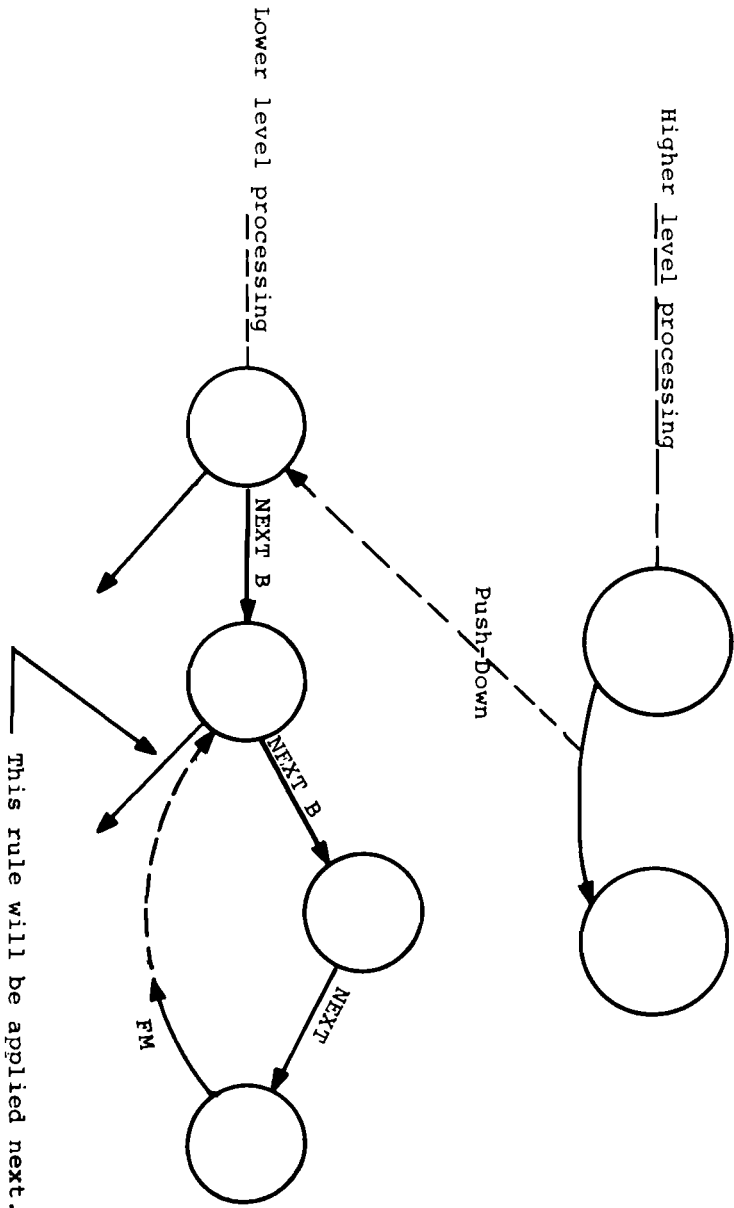 Higher level processing
Push-Down
Lower level processing
NEXT B
NEXT B
NEXT
FM
This rule will be applied next.